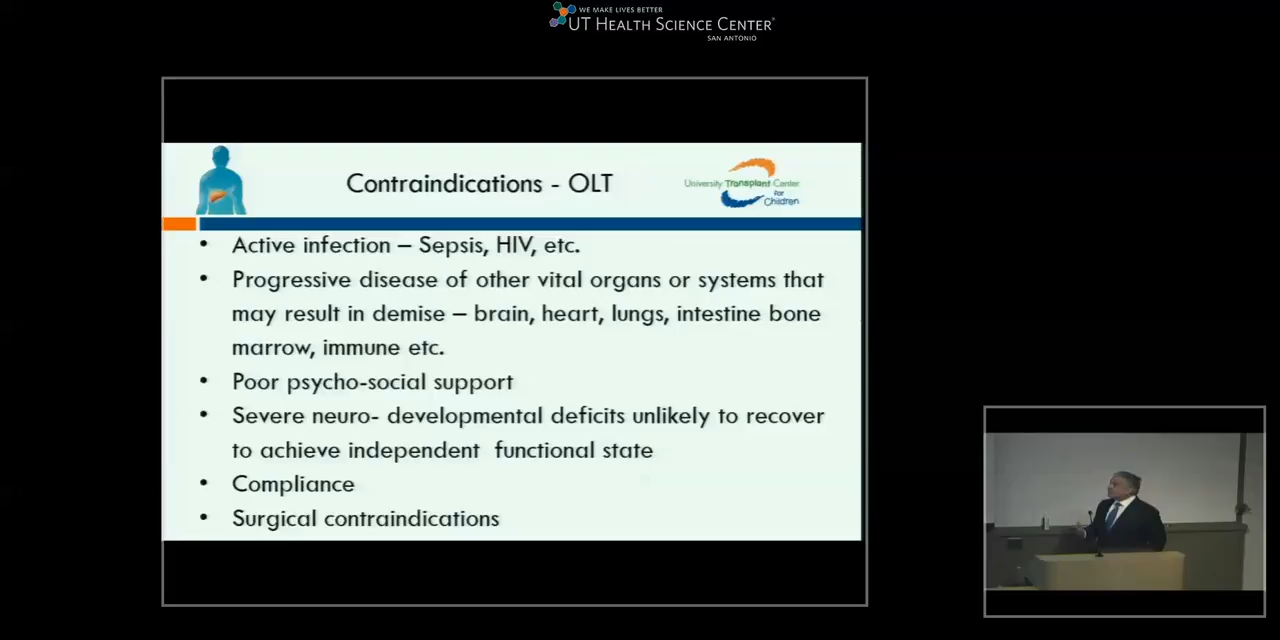 WE MAKE LIVES BETTER
UT HEALTH SCIENCE CENTER®
SAN ANTONIO
Contraindications - OLT
University Transplant Center
for
Children
• Active infection – Sepsis, HIV, etc.
• Progressive disease of other vital organs or systems that
may result in demise – brain, heart, lungs, intestine bone
marrow, immune etc.
• Poor psycho-social support
• Severe neuro- developmental deficits unlikely to recover
to achieve independent functional state
• Compliance
• Surgical contraindications